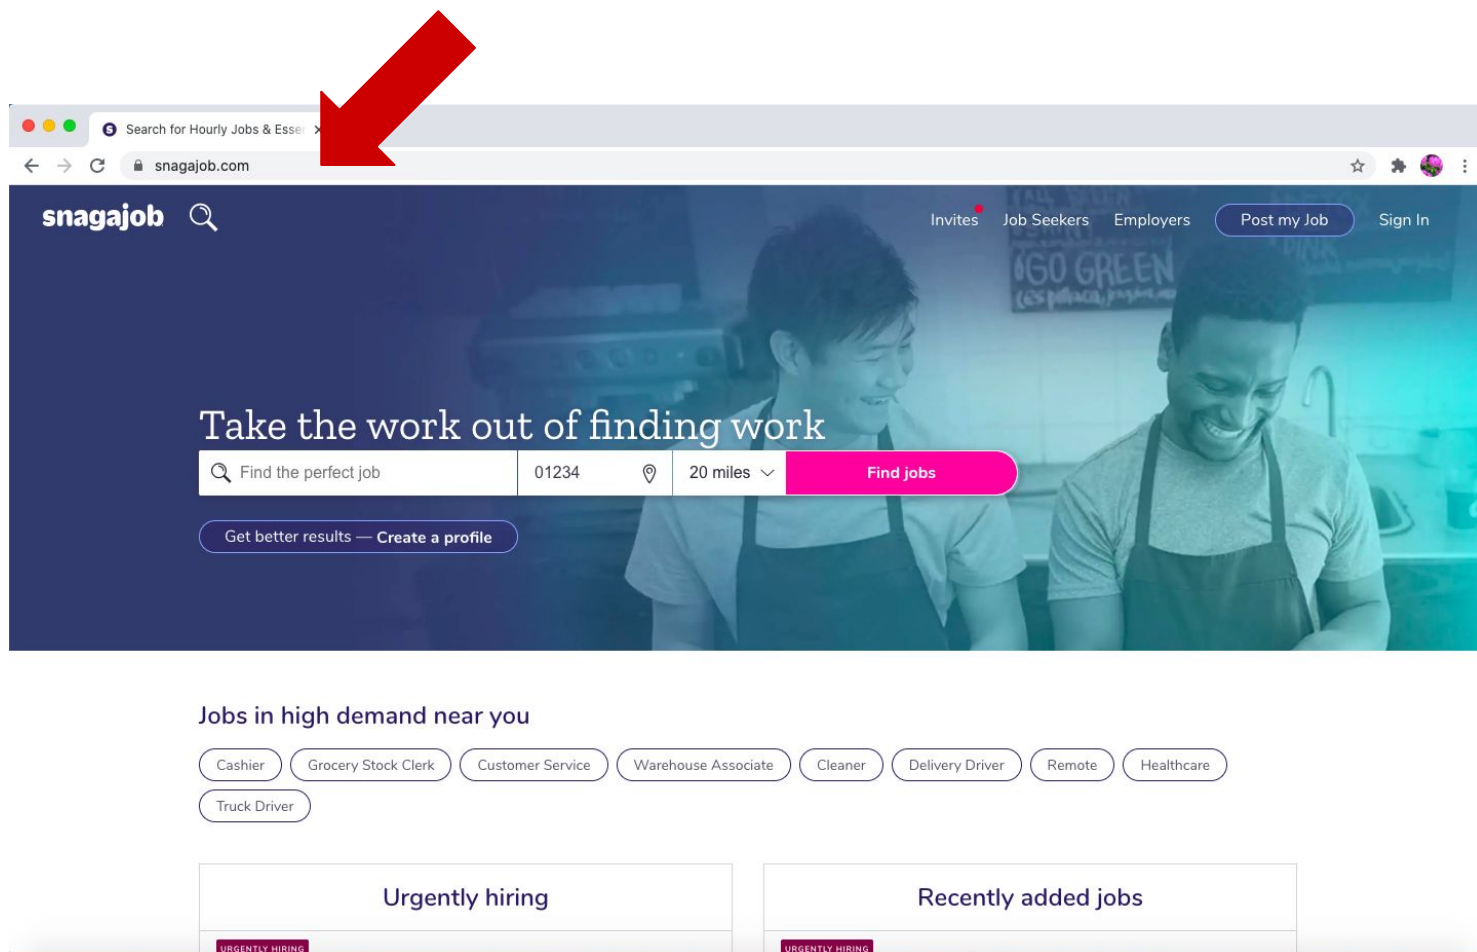 Search for Hourly Jobs & Esse
snagajob.com
snagajob
Invites Job Seekers Employers Post my Job Sign In
GO GREEN
Take the work out of finding work
Find the perfect job 01234 20 miles Find jobs
Get better results — Create a profile
Jobs in high demand near you
Cashier Grocery Stock Clerk Customer Service Warehouse Associate Cleaner Delivery Driver Remote Healthcare
Truck Driver
Urgently hiring Recently added jobs
URGENTLY HIRING URGENTLY HIRING